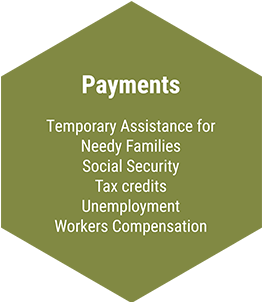 Payments
Temporary Assistance for
Needy Families
Social Security
Tax credits
Unemployment
Workers Compensation